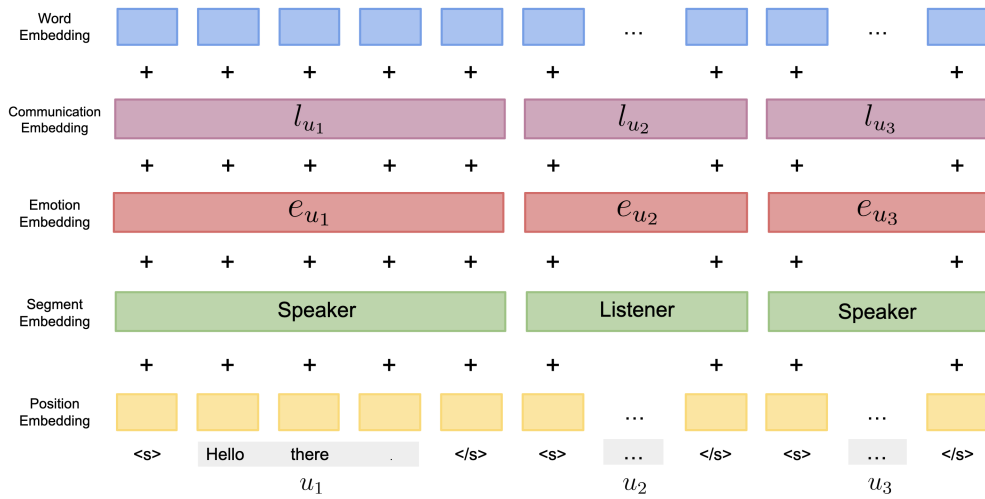 Word
Embedding
...
...
+ + + + + + + + +
Communication
Embedding
l_{u_1} l_{u_2} l_{u_3}
+ + + + + + + + +
Emotion
Embedding
e_{u_1} e_{u_2} e_{u_3}
+ + + + + + + + +
Segment
Embedding
Speaker Listener Speaker
+ + + + + + + + +
Position
Embedding
...
...
<s> Hello there . </s> <s> ... </s> <s> ... </s>
u_1 u_2 u_3